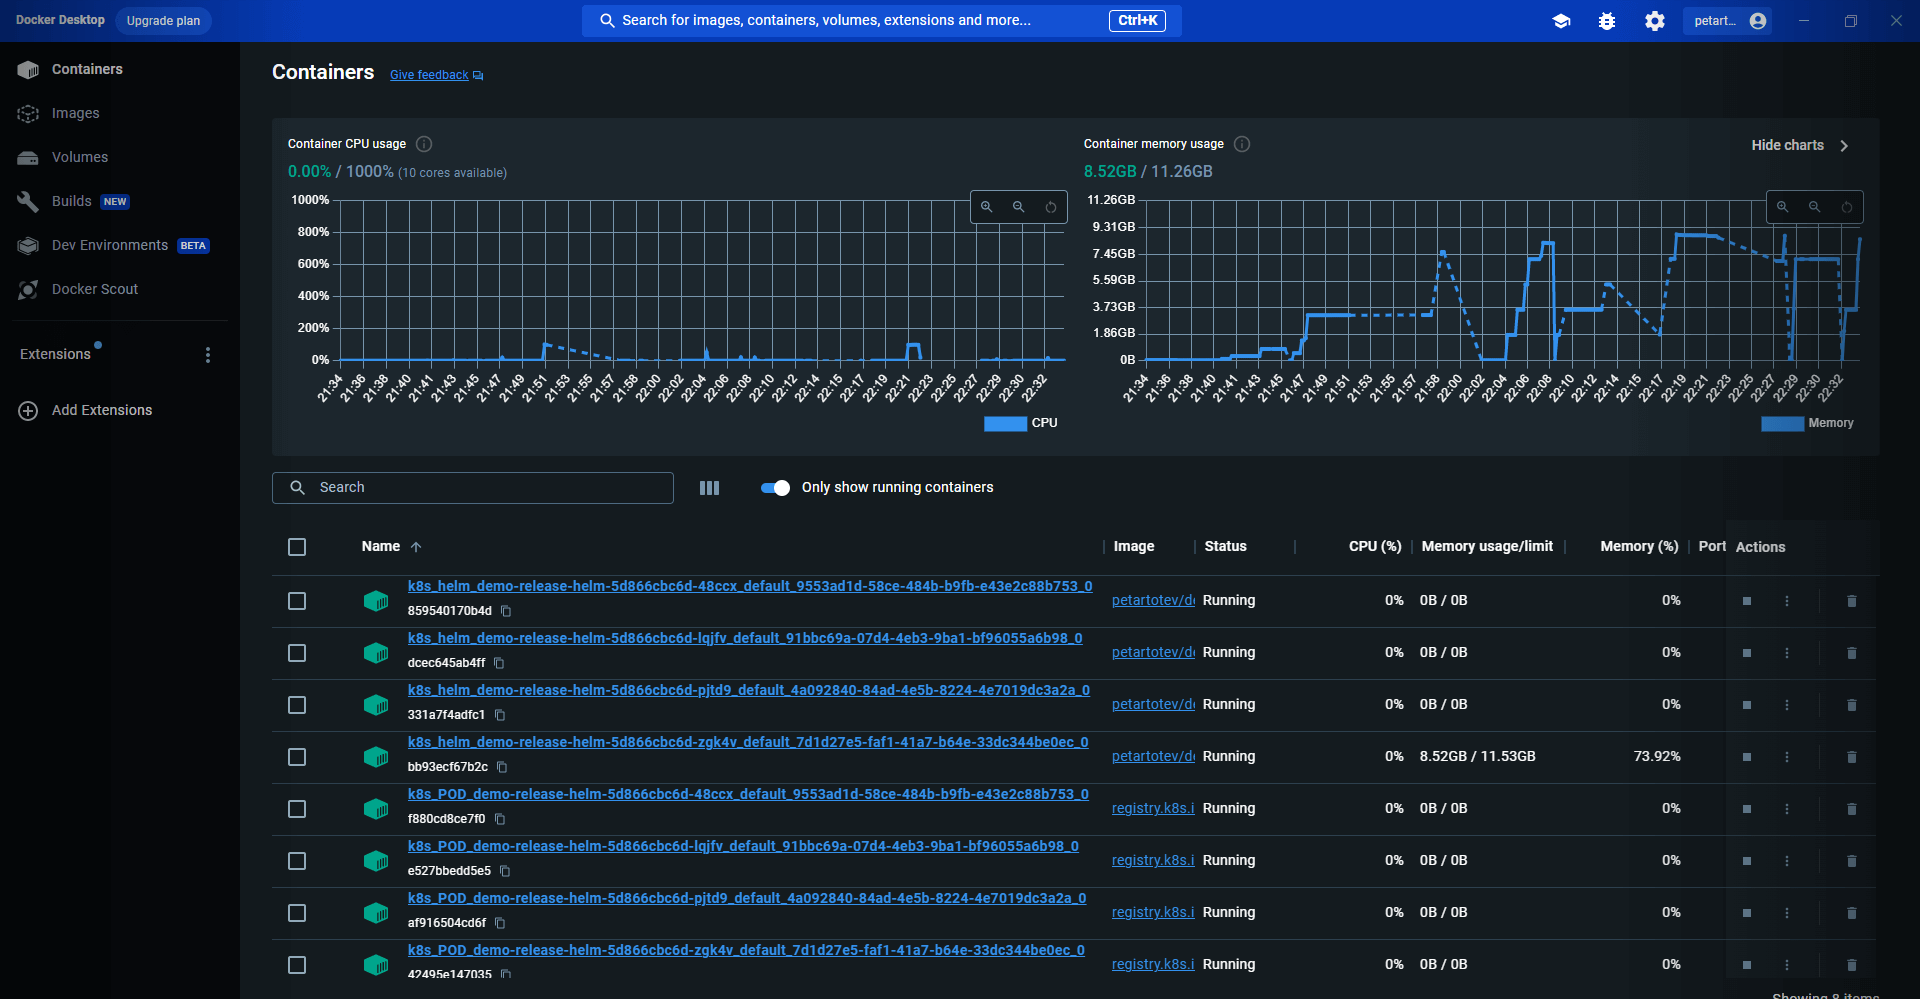 Docker Desktop Upgrade plan
Search for images, containers, volumes, extensions and more... Ctrl+K
petart...
Containers
Images
Volumes
Builds NEW
Dev Environments BETA
Docker Scout
Extensions
Add Extensions
Containers Give feedback
Container CPU usage
0.00% / 1000% (10 cores available)
1000%
800%
600%
400%
200%
0%
21:34 21:36 21:38 21:40 21:41 21:43 21:45 21:47 21:49 21:51 21:53 21:55 21:57 21:58 22:00 22:02 22:04 22:06 22:08 22:10 22:12 22:14 22:15 22:17 22:19 22:21 22:23 22:25 22:27 22:29 22:30 22:32
CPU
Container memory usage
8.52GB / 11.26GB
Hide charts
11.26GB
9.31GB
7.45GB
5.59GB
3.73GB
1.86GB
0B
21:34 21:36 21:38 21:40 21:41 21:43 21:45 21:47 21:49 21:51 21:53 21:55 21:57 21:58 22:00 22:02 22:04 22:06 22:08 22:10 22:12 22:14 22:15 22:17 22:19 22:21 22:23 22:25 22:27 22:29 22:30 22:32
Memory
Search
Only show running containers
Name Image Status CPU (%) Memory usage/limit Memory (%) Port Actions
k8s_helm_demo-release-helm-5d866cbc6d-48ccx_default_9553ad1d-58ce-484b-b9fb-e43e2c88b753_0
859540170b4d
petartotev/de Running 0% 0B / 0B 0%
k8s_helm_demo-release-helm-5d866cbc6d-lqjfv_default_91bbc69a-07d4-4eb3-9ba1-bf96055a6b98_0
dcec645ab4ff
petartotev/de Running 0% 0B / 0B 0%
k8s_helm_demo-release-helm-5d866cbc6d-pjtd9_default_4a092840-84ad-4e5b-8224-4e7019dc3a2a_0
331a7f4adfc1
petartotev/de Running 0% 0B / 0B 0%
k8s_helm_demo-release-helm-5d866cbc6d-zgk4v_default_7d1d27e5-faf1-41a7-b64e-33dc344be0ec_0
bb93ecf67b2c
petartotev/de Running 0% 8.52GB / 11.53GB 73.92%
k8s_POD_demo-release-helm-5d866cbc6d-48ccx_default_9553ad1d-58ce-484b-b9fb-e43e2c88b753_0
f880cd8ce7f0
registry.k8s.i Running 0% 0B / 0B 0%
k8s_POD_demo-release-helm-5d866cbc6d-lqjfv_default_91bbc69a-07d4-4eb3-9ba1-bf96055a6b98_0
e527bbedd5e5
registry.k8s.i Running 0% 0B / 0B 0%
k8s_POD_demo-release-helm-5d866cbc6d-pjtd9_default_4a092840-84ad-4e5b-8224-4e7019dc3a2a_0
af916504cd6f
registry.k8s.i Running 0% 0B / 0B 0%
k8s_POD_demo-release-helm-5d866cbc6d-zgk4v_default_7d1d27e5-faf1-41a7-b64e-33dc344be0ec_0
42495e147035
registry.k8s.i Running 0% 0B / 0B 0%
Showing 8 items